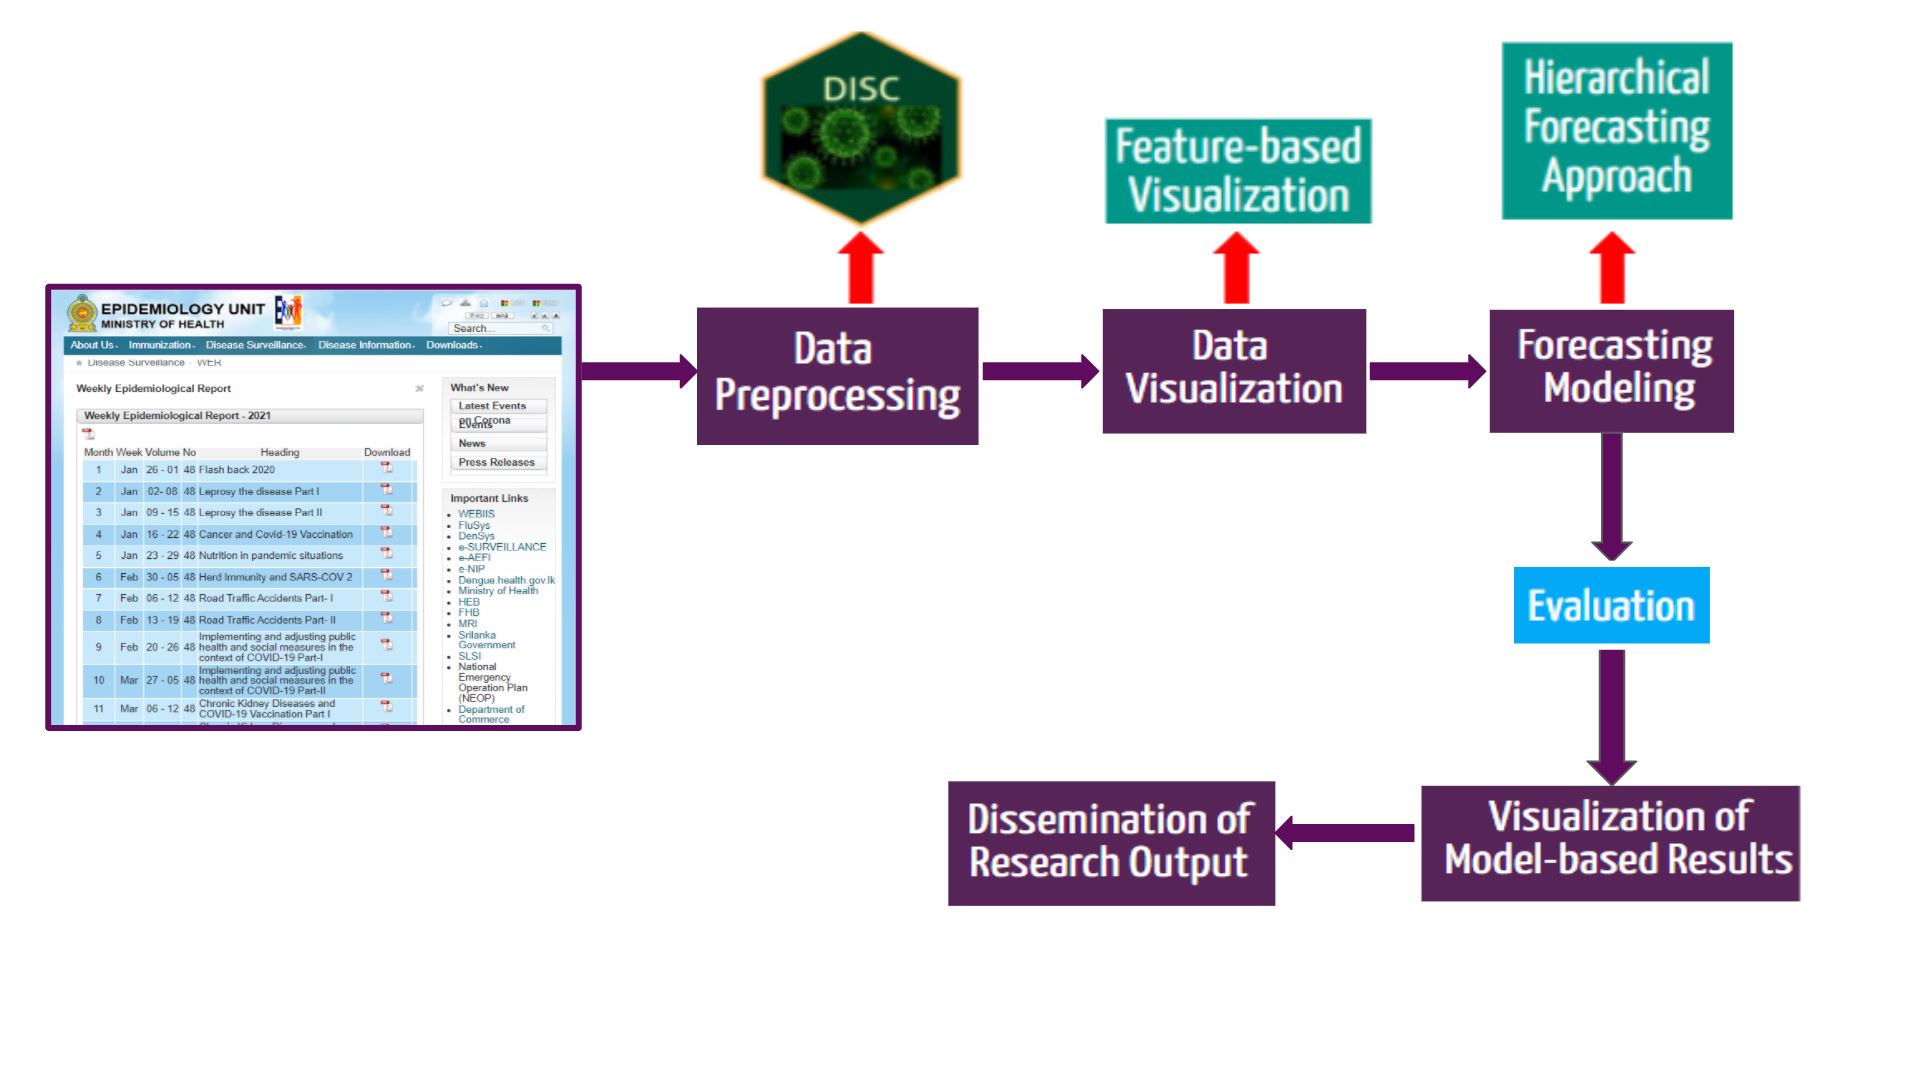 DISC
Feature-based
Visualization
Hierarchical
Forecasting
Approach
EPIDEMIOLOGY UNIT
MINISTRY OF HEALTH
Search...
About Us Immunization Disease Surveillance Disease Information Downloads
Disease Surveillance WER
Weekly Epidemiological Report
Weekly Epidemiological Report - 2021
Month Week Volume No Heading Download
1 Jan 26 - 01 48 Flash back 2020
2 Jan 02- 08 48 Leprosy the disease Part I
3 Jan 09 - 15 48 Leprosy the disease Part II
4 Jan 16 - 22 48 Cancer and Covid-19 Vaccination
5 Jan 23 - 29 48 Nutrition in pandemic situations
6 Feb 30 - 05 48 Herd Immunity and SARS-COV 2
7 Feb 06 - 12 48 Road Traffic Accidents Part- I
8 Feb 13 - 19 48 Road Traffic Accidents Part- II
Implementing and adjusting public
9 Feb 20 - 26 48 health and social measures in the
context of COVID-19 Part-I
Implementing and adjusting public
10 Mar 27 - 05 48 health and social measures in the
context of COVID-19 Part-II
Chronic Kidney Diseases and
11 Mar 06 - 12 48 COVID-19 Vaccination Part I
What's New
Latest Events
on Corona
Events
News
Press Releases
Important Links
WEBIIS
FluSys
DenSys
e-SURVEILLANCE
e-AEFI
e-NIP
Dengue.health.gov.lk
Ministry of Health
HEB
FHB
MRI
Srilanka
Government
SLSI
National
Emergency
Operation Plan
(NEOP)
Department of
Commerce
Data
Preprocessing
Data
Visualization
Forecasting
Modeling
Evaluation
Visualization of
Model-based Results
Dissemination of
Research Output